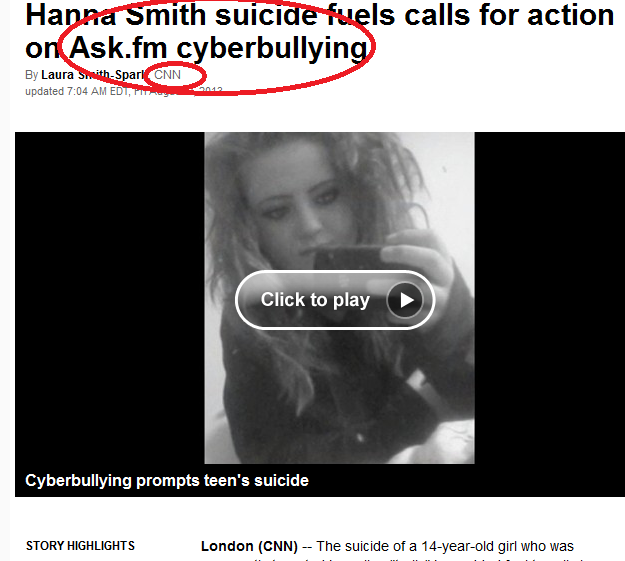 Hanna Smith suicide fuels calls for action
on Ask.fm cyberbullying
By Laura Smith-Spark, CNN
updated 7:04 AM EDT, Fri August 2013
Click to play
Cyberbullying prompts teen's suicide
STORY HIGHLIGHTS
London (CNN) -- The suicide of a 14-year-old girl who was